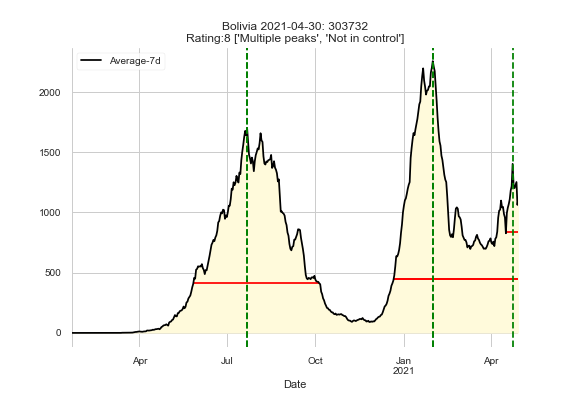 Bolivia 2021-04-30: 303732
Rating:8 ['Multiple peaks', 'Not in control']
Average-7d
2000
1500
1000
500
0
Apr
Jul
Oct
Jan
2021
Apr
Date